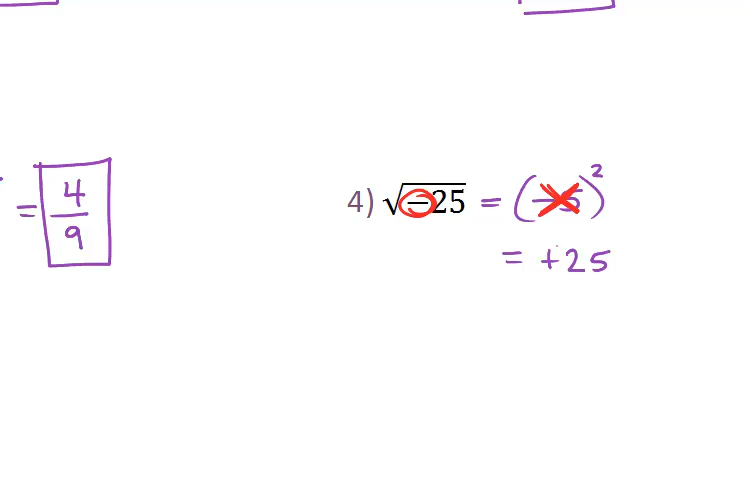 = 4/9
4) √−25 = (−5)²
= +25